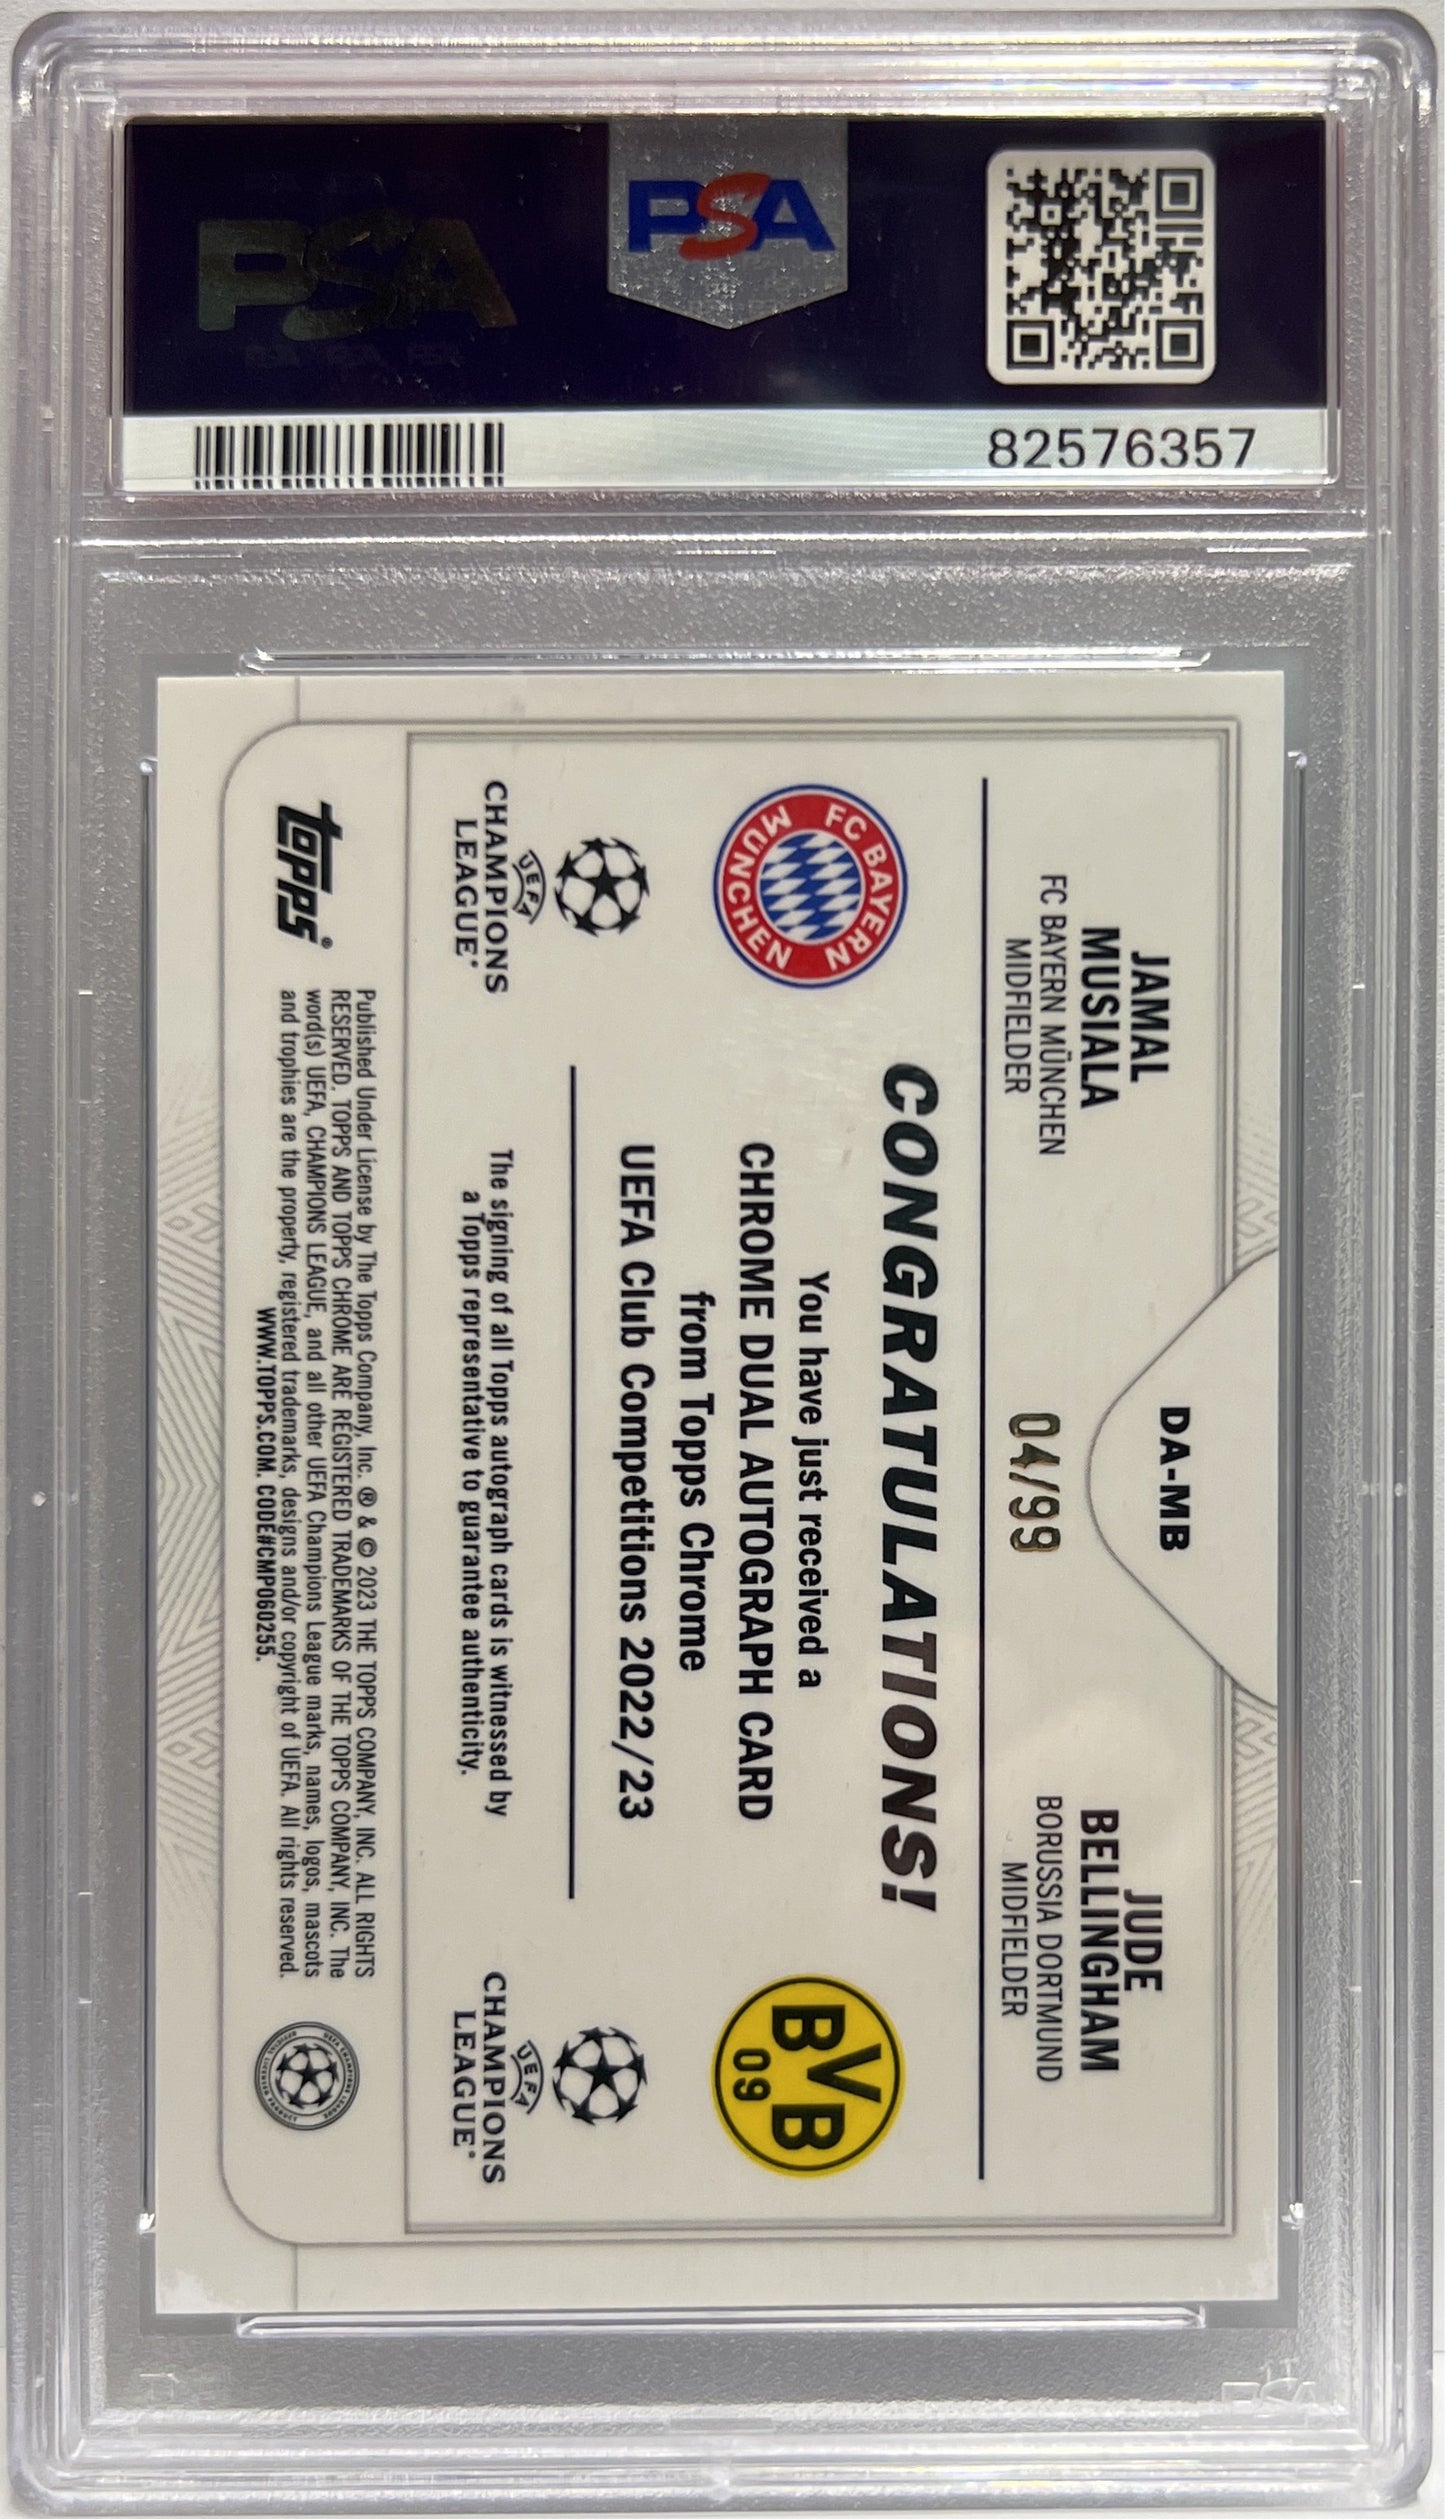 PSA
PSA
82576357
DA-MB
JAMAL
MUSIALA
FC BAYERN MÜNCHEN
MIDFIELDER
04/99
JUDE
BELLINGHAM
BORUSSIA DORTMUND
MIDFIELDER
CONGRATULATIONS!
FC BAYERN
MÜNCHEN
You have just received a
CHROME DUAL AUTOGRAPH CARD
from Topps Chrome
UEFA Club Competitions 2022/23
BVB
09
UEFA
CHAMPIONS
LEAGUE®
The signing of all Topps autograph cards is witnessed by
a Topps representative to guarantee authenticity.
UEFA
CHAMPIONS
LEAGUE®
topps®
Published Under License by The Topps Company, Inc. ® & © 2023 THE TOPPS COMPANY, INC. ALL RIGHTS
RESERVED. TOPPS AND TOPPS CHROME ARE REGISTERED TRADEMARKS OF THE TOPPS COMPANY, INC. The
word(s) UEFA, CHAMPIONS LEAGUE, and all other UEFA Champions League marks, names, logos, mascots
and trophies are the property, registered trademarks, designs and/or copyright of UEFA. All rights reserved.
WWW.TOPPS.COM. CODE#CMP060255.
PSA